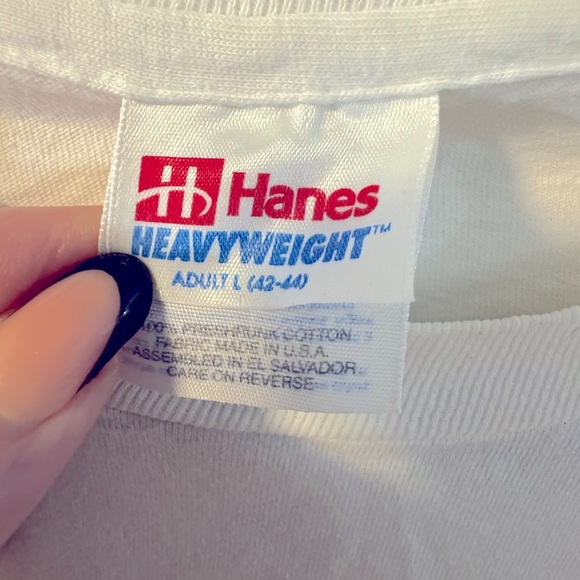 Hanes
HEAVYWEIGHT™
ADULT L (42-44)
100% PRESHRUNK COTTON
FABRIC MADE IN U.S.A.
ASSEMBLED IN EL SALVADOR
CARE ON REVERSE